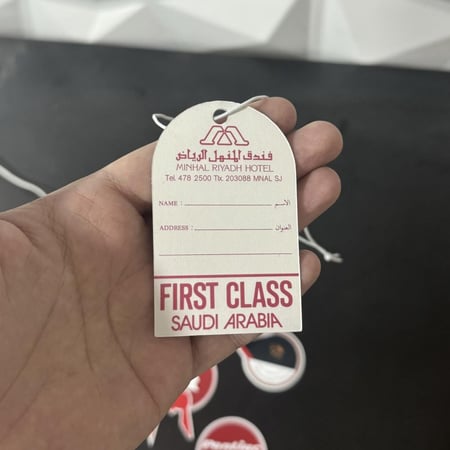 فندق المنهل الرياض
MINHAL RIYADH HOTEL
Tel. 478 2500 Tlx. 203088 MNAL SJ
NAME : الاسم
ADDRESS : العنوان
FIRST CLASS
SAUDI ARABIA